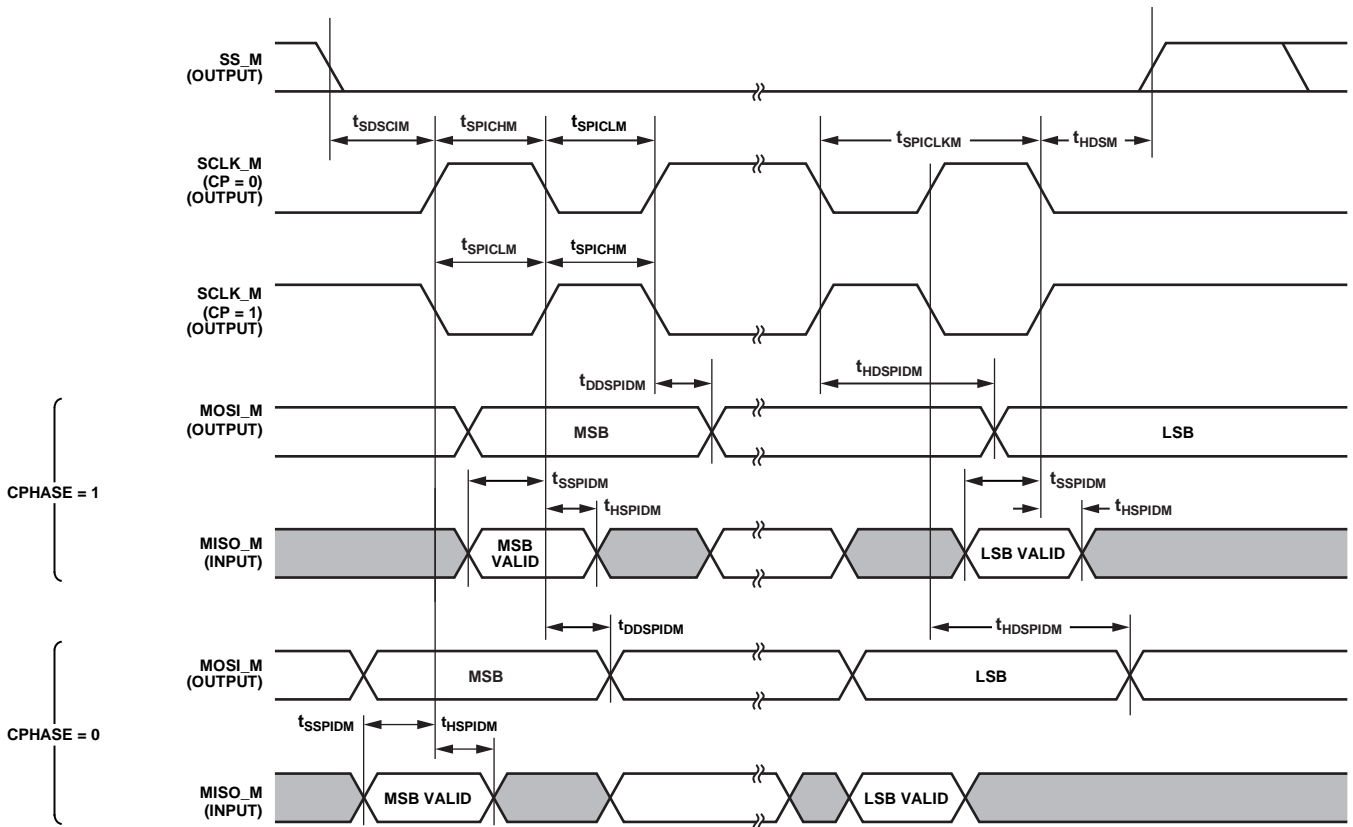 SS_M
(OUTPUT)
tSDSCIM
tSPICHM
tSPICLM
tSPICLKM
tHDSM
SCLK_M
(CP = 0)
(OUTPUT)
tSPICLM
tSPICHM
SCLK_M
(CP = 1)
(OUTPUT)
tDDSPIDM
tHDSPIDM
MOSI_M
(OUTPUT)
MSB
LSB
CPHASE = 1
tSSPIDM
tSSPIDM
tHSPIDM
tHSPIDM
MISO_M
(INPUT)
MSB
VALID
LSB VALID
tDDSPIDM
tHDSPIDM
MOSI_M
(OUTPUT)
MSB
LSB
CPHASE = 0
tSSPIDM
tHSPIDM
MISO_M
(INPUT)
MSB VALID
LSB VALID